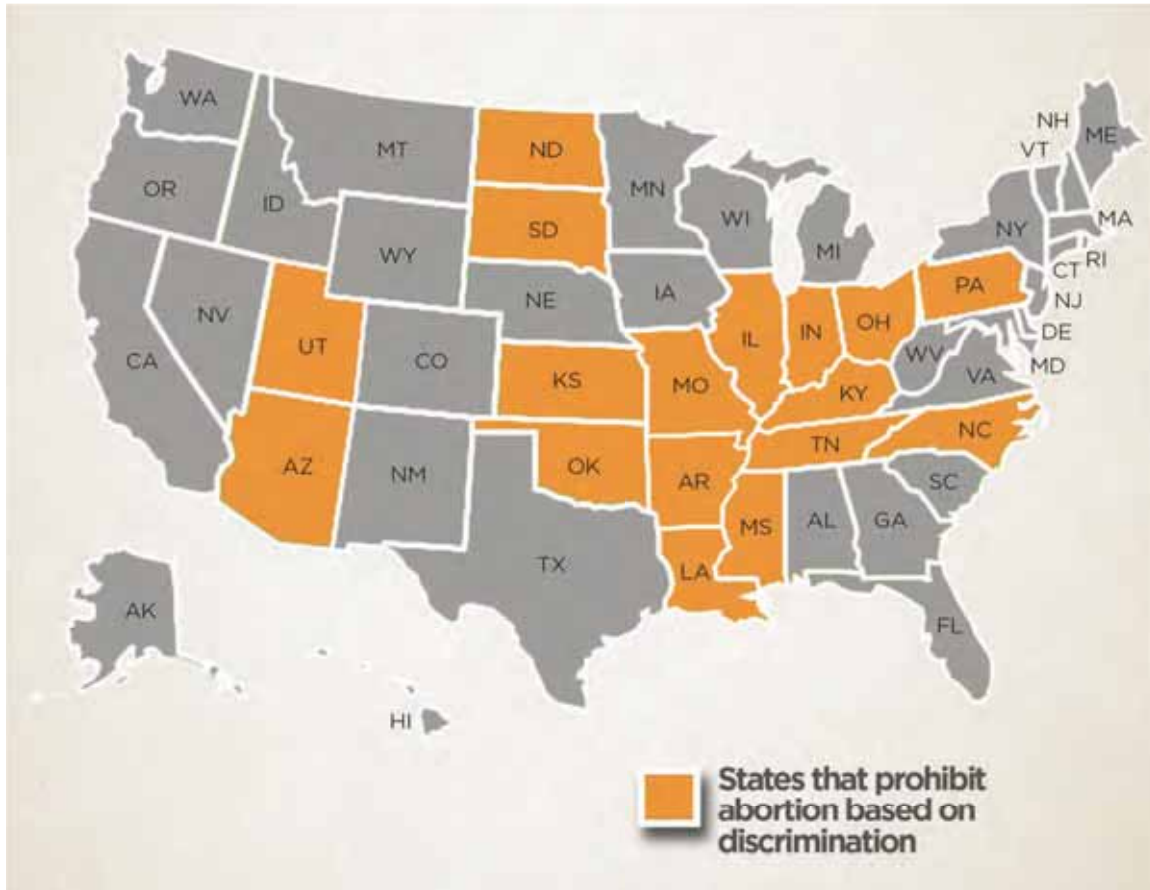 WA
MT
ND
MN
OR
ID
SD
WI
MI
NH
VT
ME
NY
MA
WY
IA
CT
RI
NV
NE
PA
NJ
UT
CO
IL
IN
OH
WV
DE
MD
CA
KS
MO
KY
VA
AZ
NM
OK
AR
TN
NC
SC
MS
AL
GA
TX
LA
AK
FL
HI
States that prohibit
abortion based on
discrimination